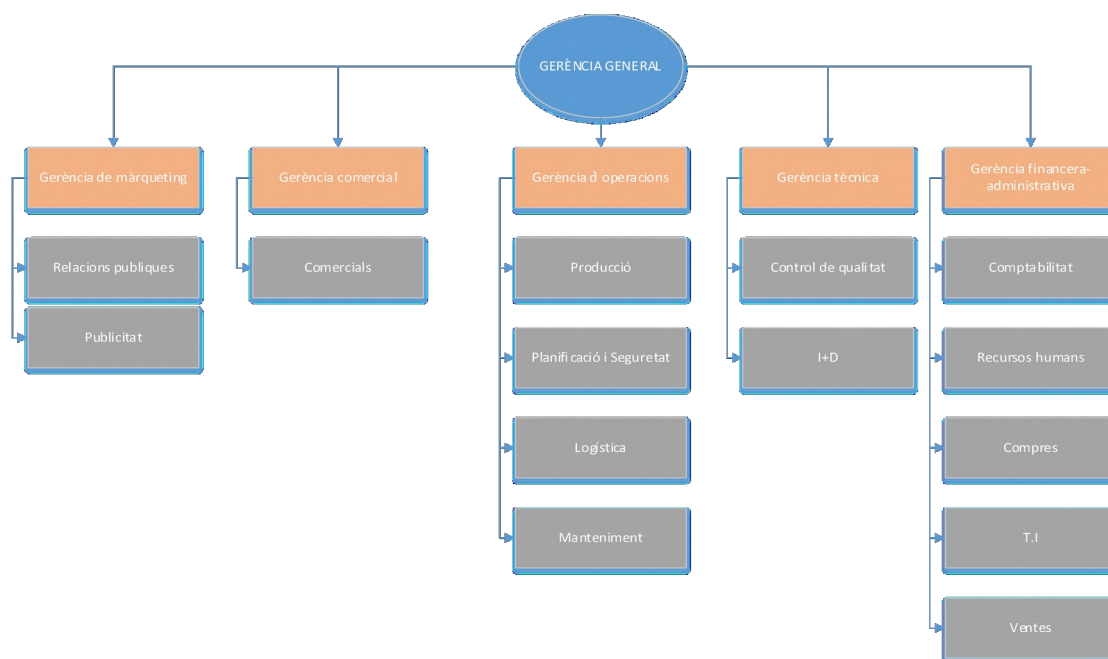 GERÈNCIA GENERAL
Gerència de màrqueting
Relacions publiques
Publicitat
Gerència comercial
Comercials
Gerència d operacions
Producció
Planificació i Seguretat
Logística
Manteniment
Gerència tècnica
Control de qualitat
I+D
Gerència financera-
administrativa
Comptabilitat
Recursos humans
Compres
T.I
Ventes